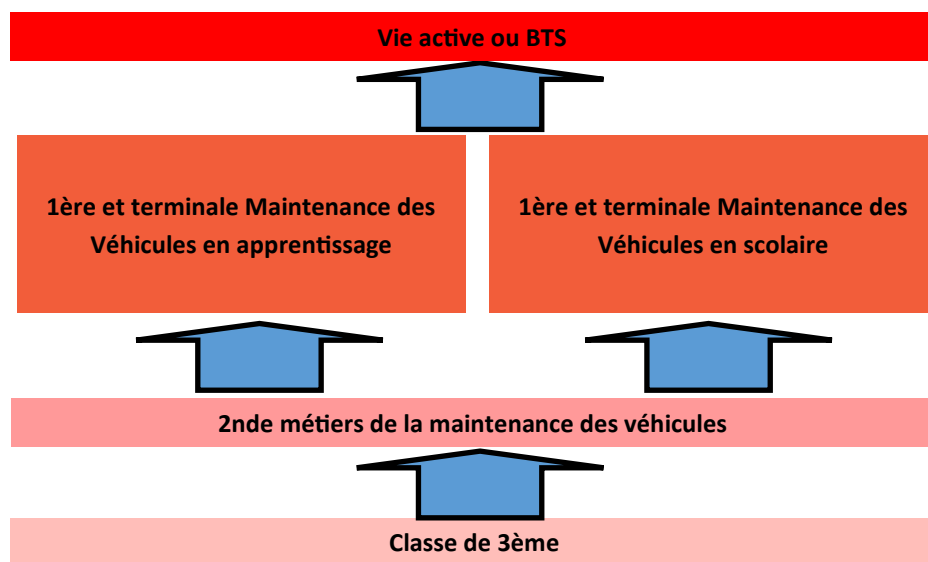 Vie active ou BTS
1ère et terminale Maintenance des
Véhicules en apprentissage
1ère et terminale Maintenance des
Véhicules en scolaire
2nde métiers de la maintenance des véhicules
Classe de 3ème